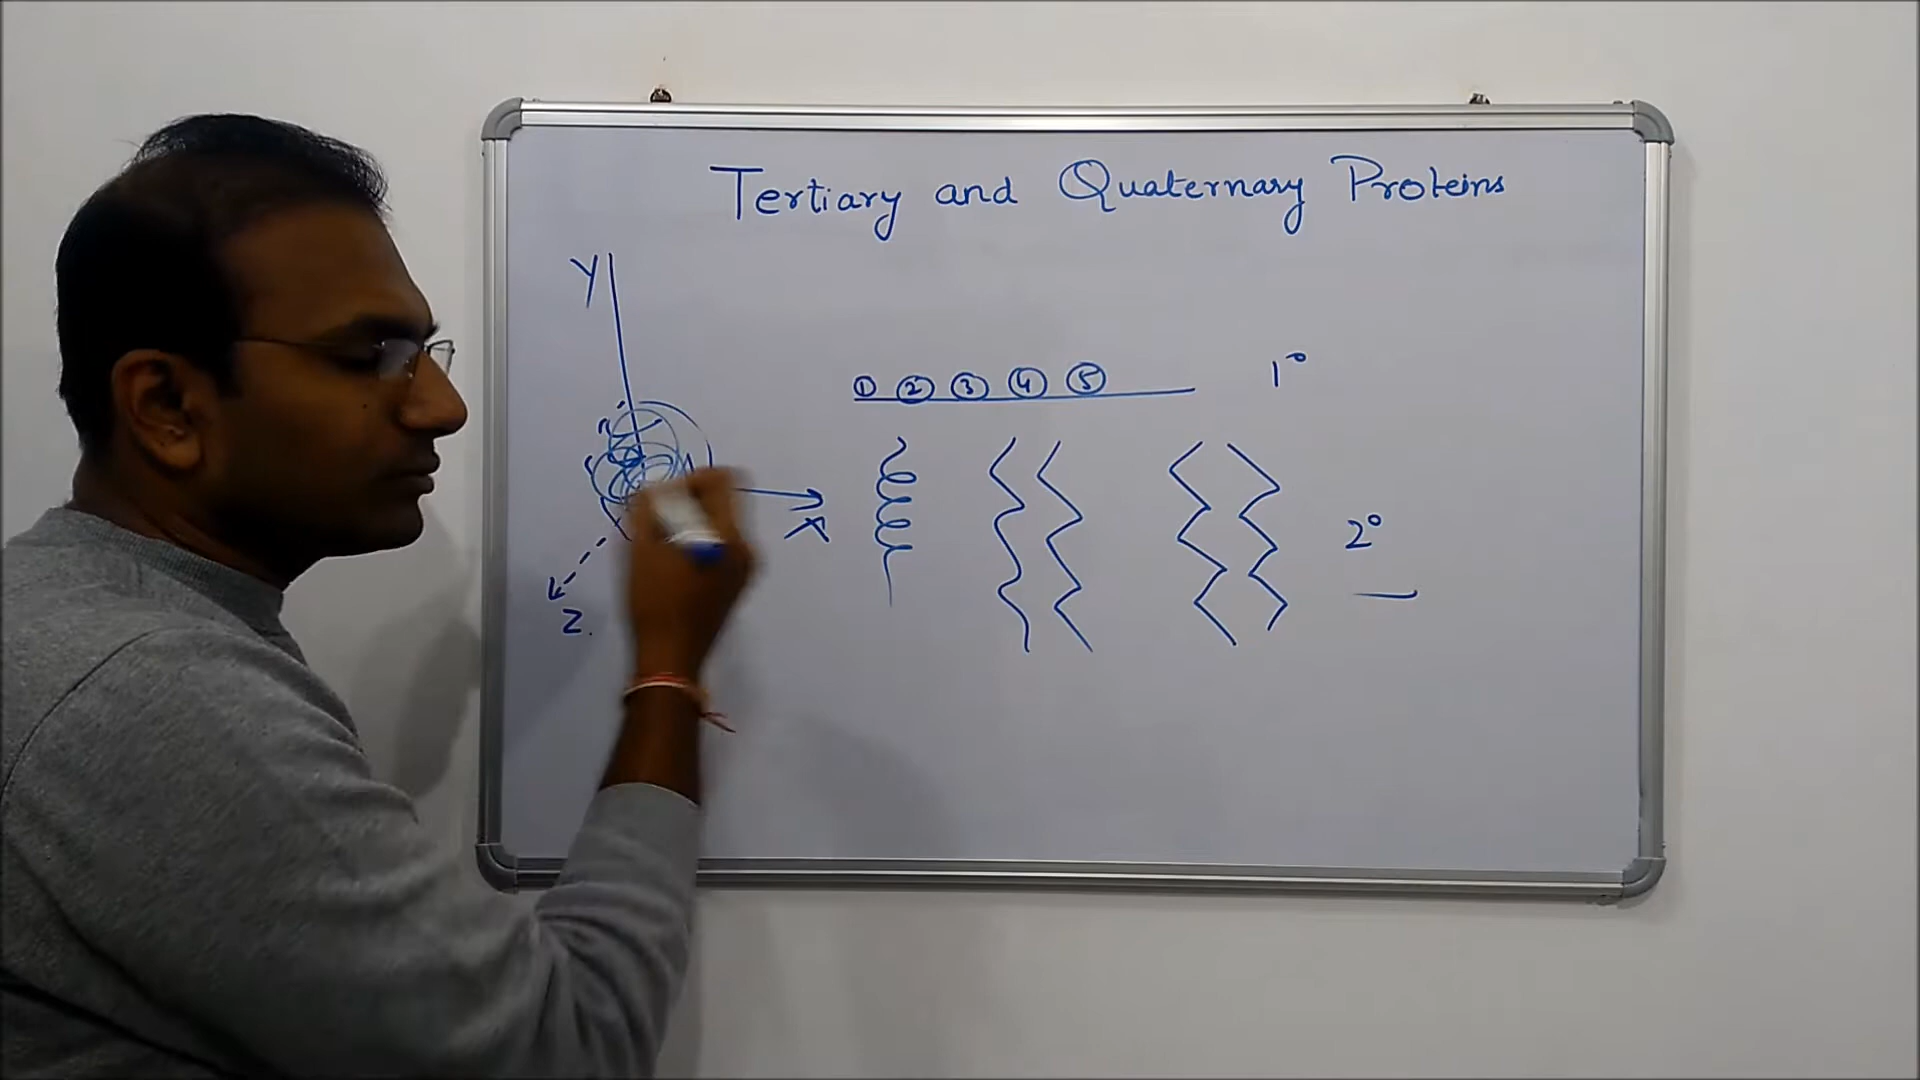 Tertiary and Quaternary Proteins
Y
① ② ③ ④ ⑤ 1°
X
2°
Z.